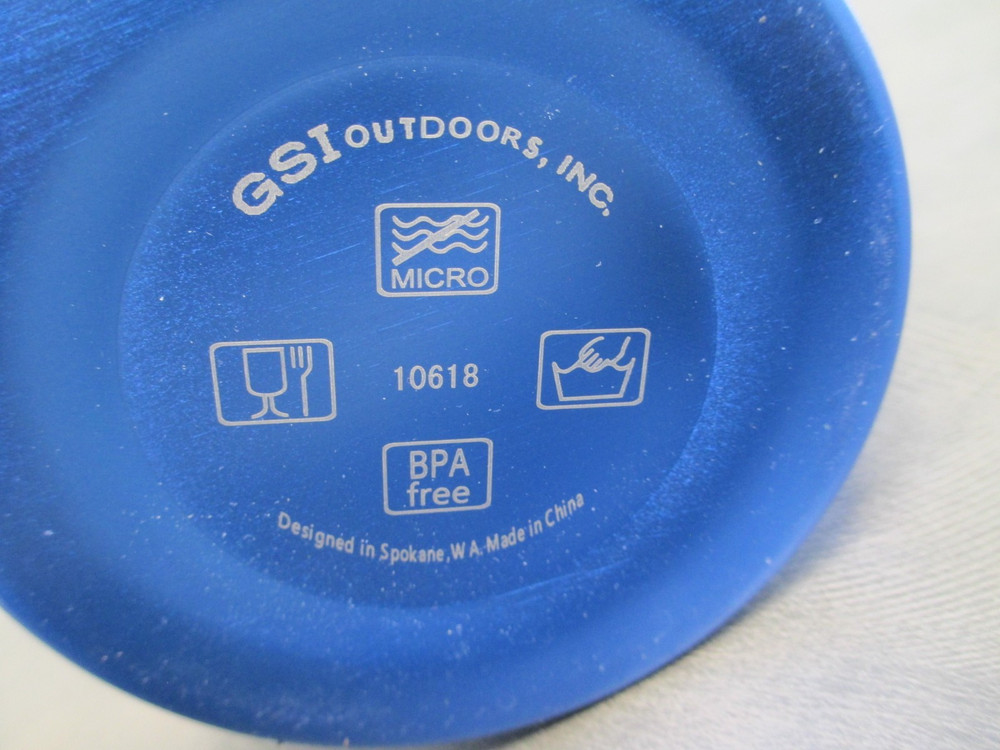 GSI OUTDOORS, INC.
MICRO
10618
BPA
free
Designed in Spokane, WA. Made in China